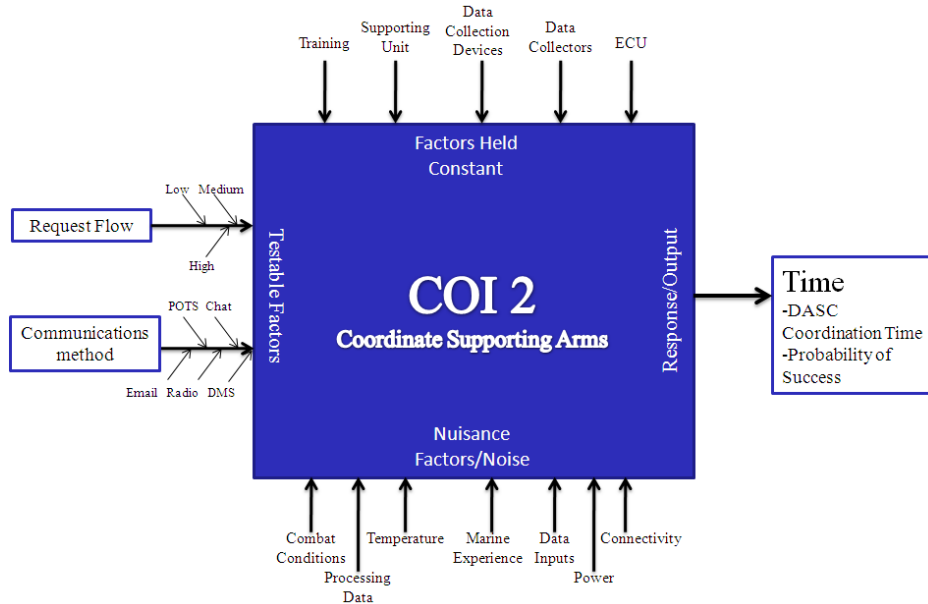 Training
Supporting
Unit
Data
Collection
Devices
Data
Collectors
ECU
Factors Held
Constant
Low
Medium
Request Flow
High
Testable Factors
POTS
Chat
Communications
method
Email
Radio
DMS
COI 2
Coordinate Supporting Arms
Response/Output
Time
-DASC
Coordination Time
-Probability of
Success
Nuisance
Factors/Noise
Combat
Conditions
Processing
Data
Temperature
Marine
Experience
Data
Inputs
Power
Connectivity